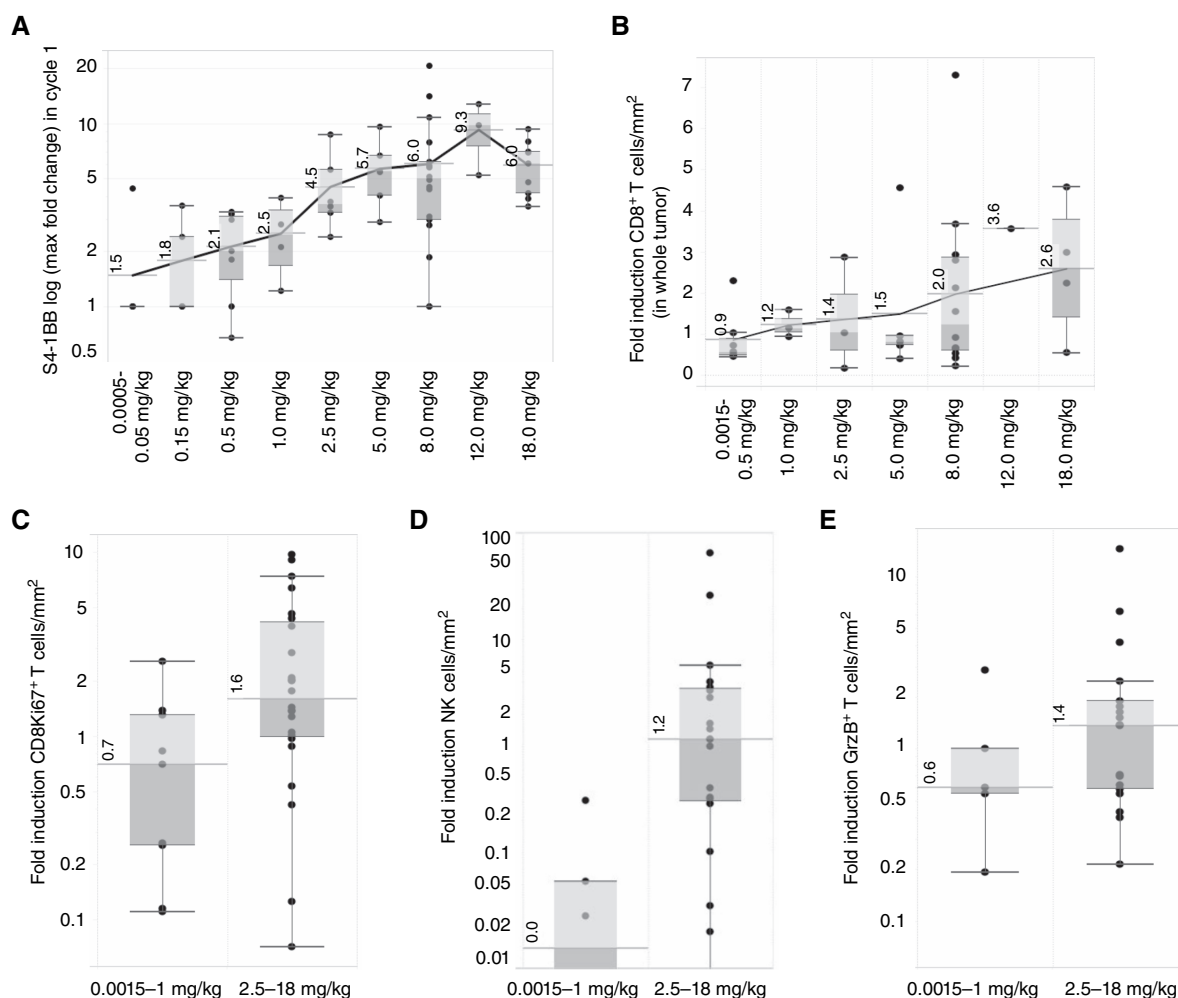 A
S4-1BB log (max fold change) in cycle 1
20
10
5
2
1
0.5
1.5
1.8
2.1
2.5
4.5
5.7
6.0
9.3
6.0
0.0005-
0.05 mg/kg
0.15 mg/kg
0.5 mg/kg
1.0 mg/kg
2.5 mg/kg
5.0 mg/kg
8.0 mg/kg
12.0 mg/kg
18.0 mg/kg
B
Fold induction CD8⁺ T cells/mm²
(in whole tumor)
7
6
5
4
3
2
1
0
0.9
1.2
1.4
1.5
2.0
3.6
2.6
0.0015-
0.5 mg/kg
1.0 mg/kg
2.5 mg/kg
5.0 mg/kg
8.0 mg/kg
12.0 mg/kg
18.0 mg/kg
C
Fold induction CD8Ki67⁺ T cells/mm²
10
5
2
1
0.5
0.2
0.1
0.7
1.6
0.0015–1 mg/kg
2.5–18 mg/kg
D
Fold induction NK cells/mm²
100
50
20
10
5
2
1
0.5
0.2
0.1
0.05
0.02
0.01
0.0
1.2
0.0015–1 mg/kg
2.5–18 mg/kg
E
Fold induction GrzB⁺ T cells/mm²
10
5
2
1
0.5
0.2
0.1
0.6
1.4
0.0015–1 mg/kg
2.5–18 mg/kg